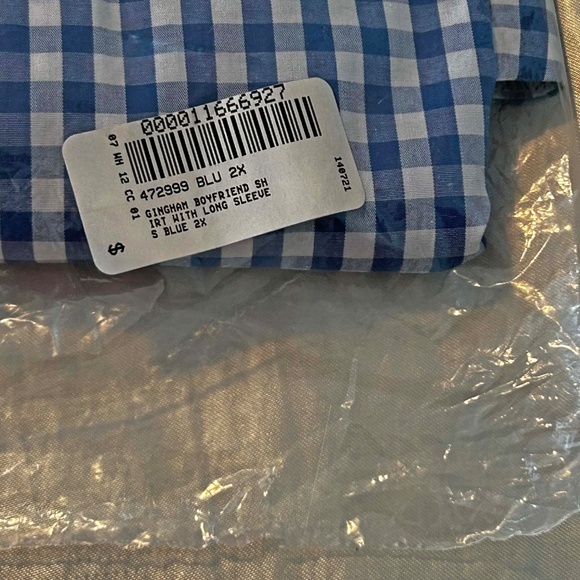 000011666927
472999 BLU 2X
GINGHAM BOYFRIEND SH
IRT WITH LONG SLEEVE
S BLUE 2X
07 WH 12 CC 01
$
140721